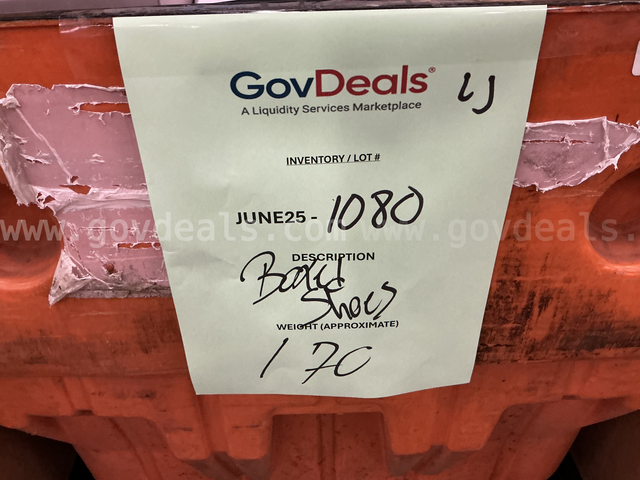 GovDeals® LJ
A Liquidity Services Marketplace
INVENTORY / LOT #
JUNE25 - 1080
www.govdeals.com www.govdeals.com
DESCRIPTION
Boxed
Shoes
WEIGHT (APPROXIMATE)
170